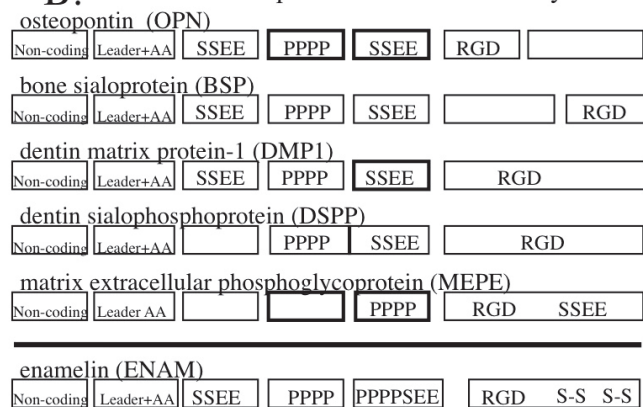 osteopontin (OPN)
Non-coding Leader+AA SSEE PPPP SSEE RGD
bone sialoprotein (BSP)
Non-coding Leader+AA SSEE PPPP SSEE RGD
dentin matrix protein-1 (DMP1)
Non-coding Leader+AA SSEE PPPP SSEE RGD
dentin sialophosphoprotein (DSPP)
Non-coding Leader+AA PPPP SSEE RGD
matrix extracellular phosphoglycoprotein (MEPE)
Non-coding Leader AA PPPP RGD SSEE
enamelin (ENAM)
Non-coding Leader+AA SSEE PPPP PPPPSEE RGD S-S S-S